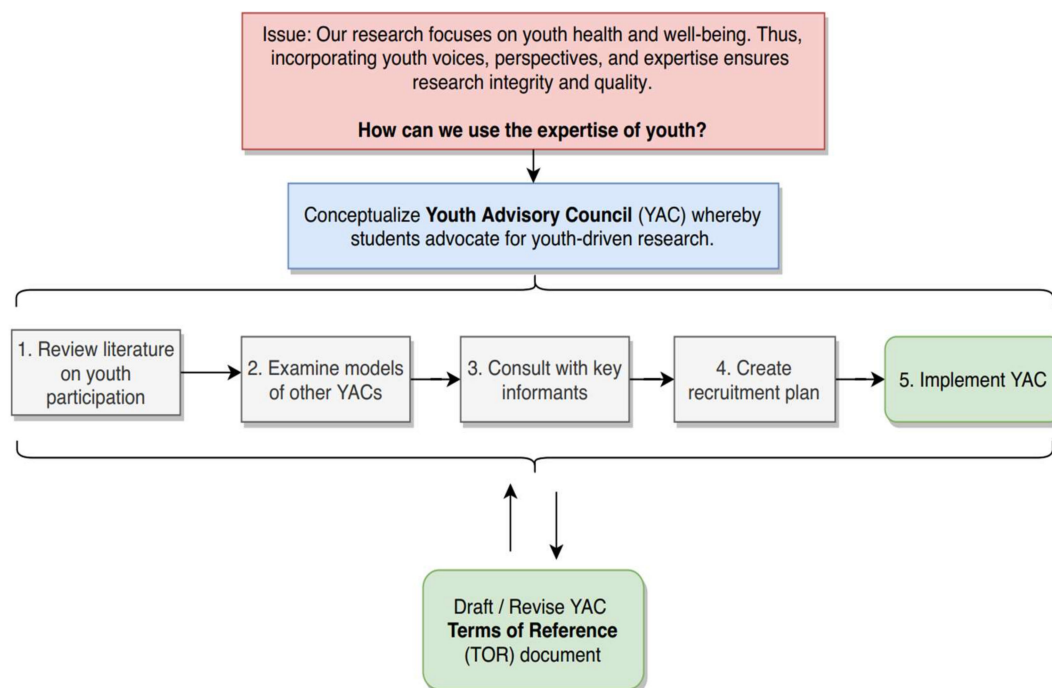 Issue: Our research focuses on youth health and well-being. Thus,
incorporating youth voices, perspectives, and expertise ensures
research integrity and quality.
How can we use the expertise of youth?
Conceptualize Youth Advisory Council (YAC) whereby
students advocate for youth-driven research.
1. Review literature
on youth
participation
2. Examine models
of other YACs
3. Consult with key
informants
4. Create
recruitment plan
5. Implement YAC
Draft / Revise YAC
Terms of Reference
(TOR) document